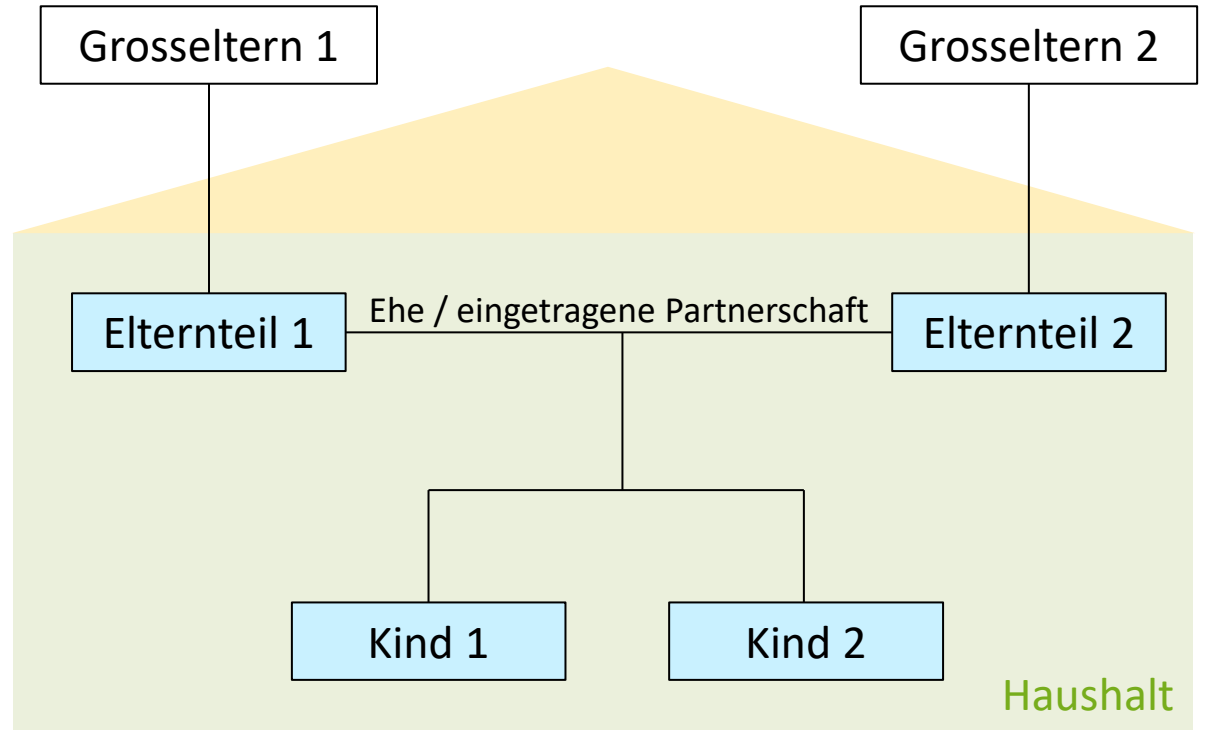 Grosseltern 1
Grosseltern 2
Elternteil 1
Ehe / eingetragene Partnerschaft
Elternteil 2
Kind 1
Kind 2
Haushalt